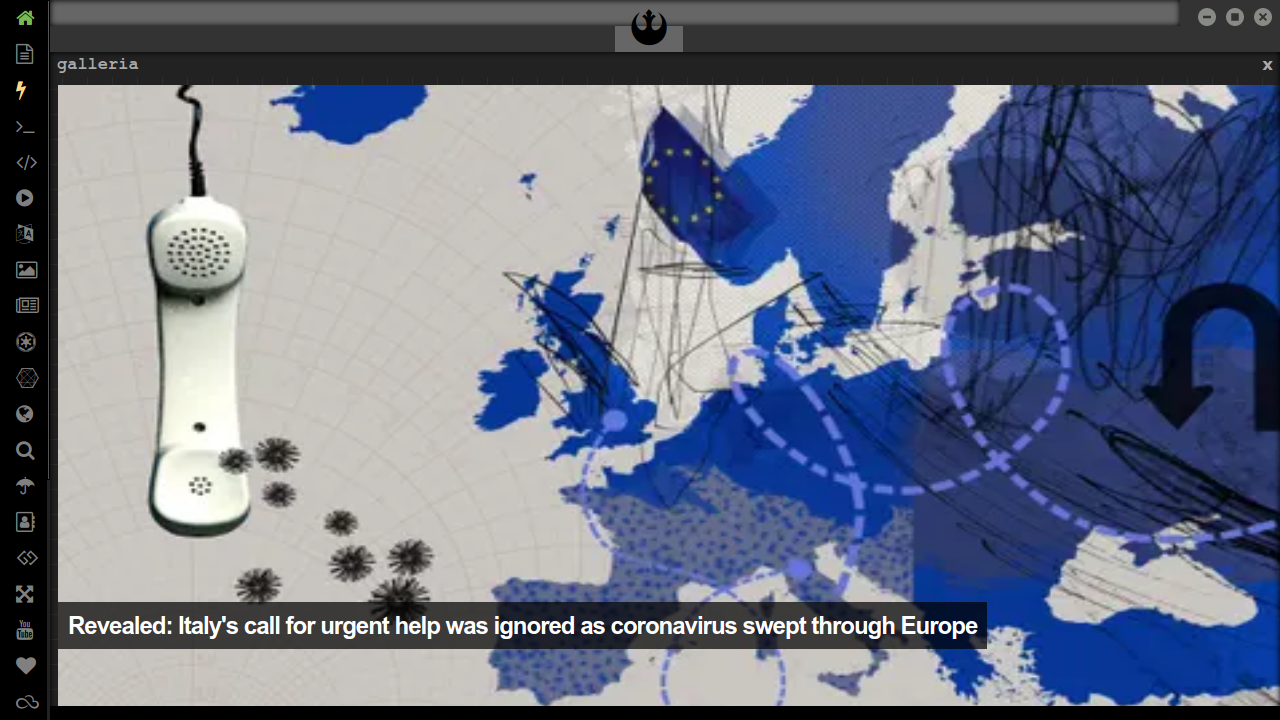 galleria
x
Revealed: Italy's call for urgent help was ignored as coronavirus swept through Europe
You
Tube